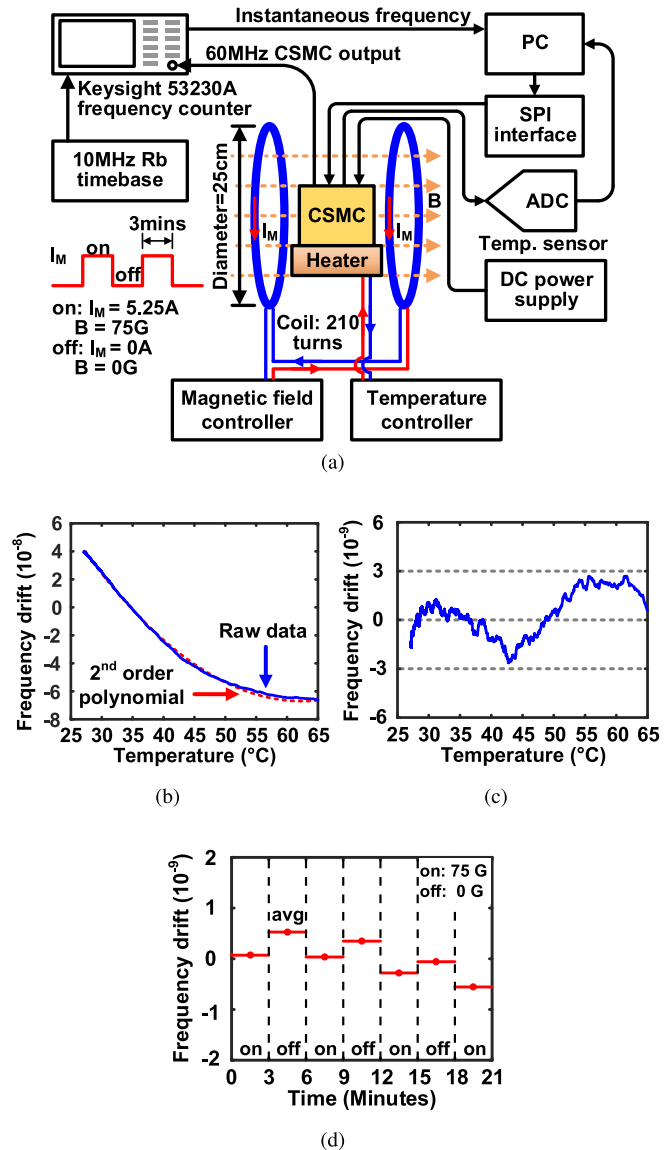 Instantaneous frequency
PC
60MHz CSMC output
Keysight 53230A
frequency counter
SPI
interface
10MHz Rb
timebase
Diameter=25cm
B
CSMC
I_M
I_M
ADC
Temp. sensor
3mins
I_M
on
off
Heater
DC power
supply
on: I_M = 5.25A
B = 75G
off: I_M = 0A
B = 0G
Coil: 210
turns
Magnetic field
controller
Temperature
controller
(a)
Frequency drift (10^-8)
6
4
2
0
-2
-4
-6
-8
Raw data
2nd order
polynomial
25 30 35 40 45 50 55 60 65
Temperature (°C)
(b)
Frequency drift (10^-9)
6
3
0
-3
-6
25 30 35 40 45 50 55 60 65
Temperature (°C)
(c)
Frequency drift (10^-9)
2
1
0
-1
-2
on: 75 G
off: 0 G
avg
on off on off on off on
0 3 6 9 12 15 18 21
Time (Minutes)
(d)